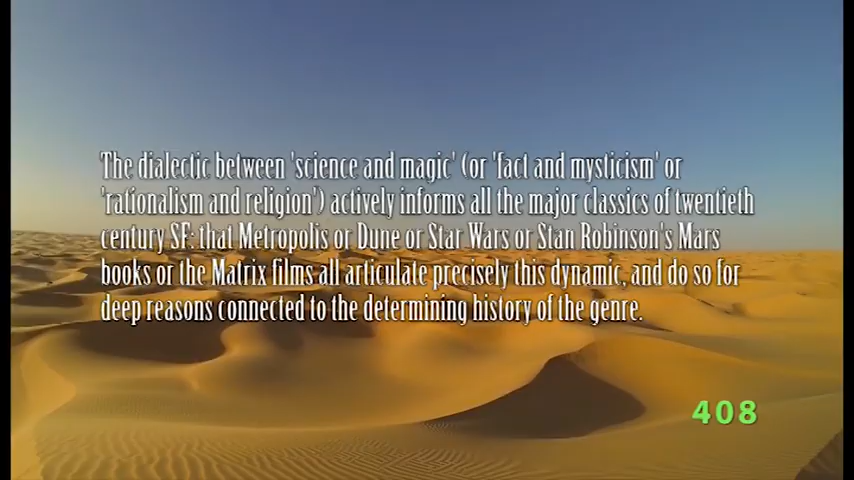 The dialectic between 'science and magic' (or 'fact and mysticism' or
'rationalism and religion') actively informs all the major classics of twentieth
century SF: that Metropolis or Dune or Star Wars or Stan Robinson's Mars
books or the Matrix films all articulate precisely this dynamic, and do so for
deep reasons connected to the determining history of the genre.
408